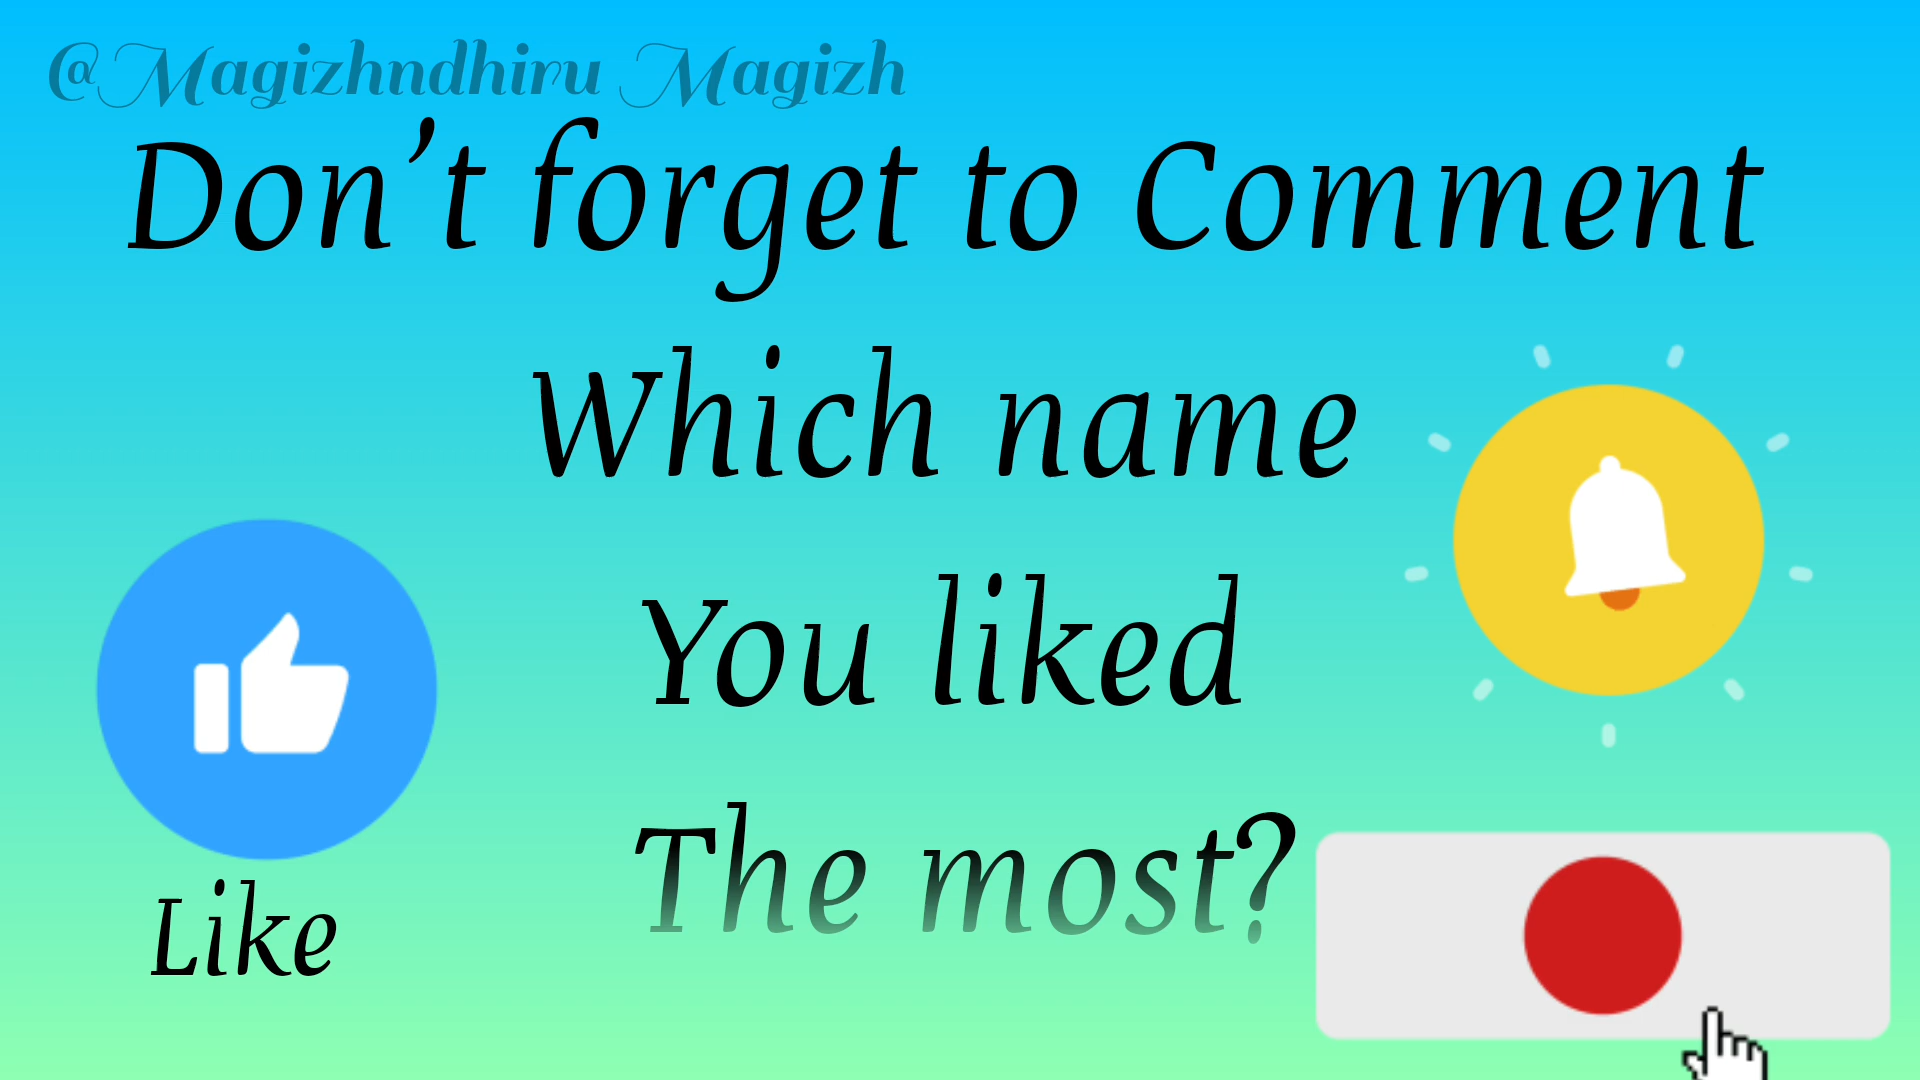 @Magizhndhiru Magizh
Don’t forget to Comment
Which name
You liked
The most?
Like